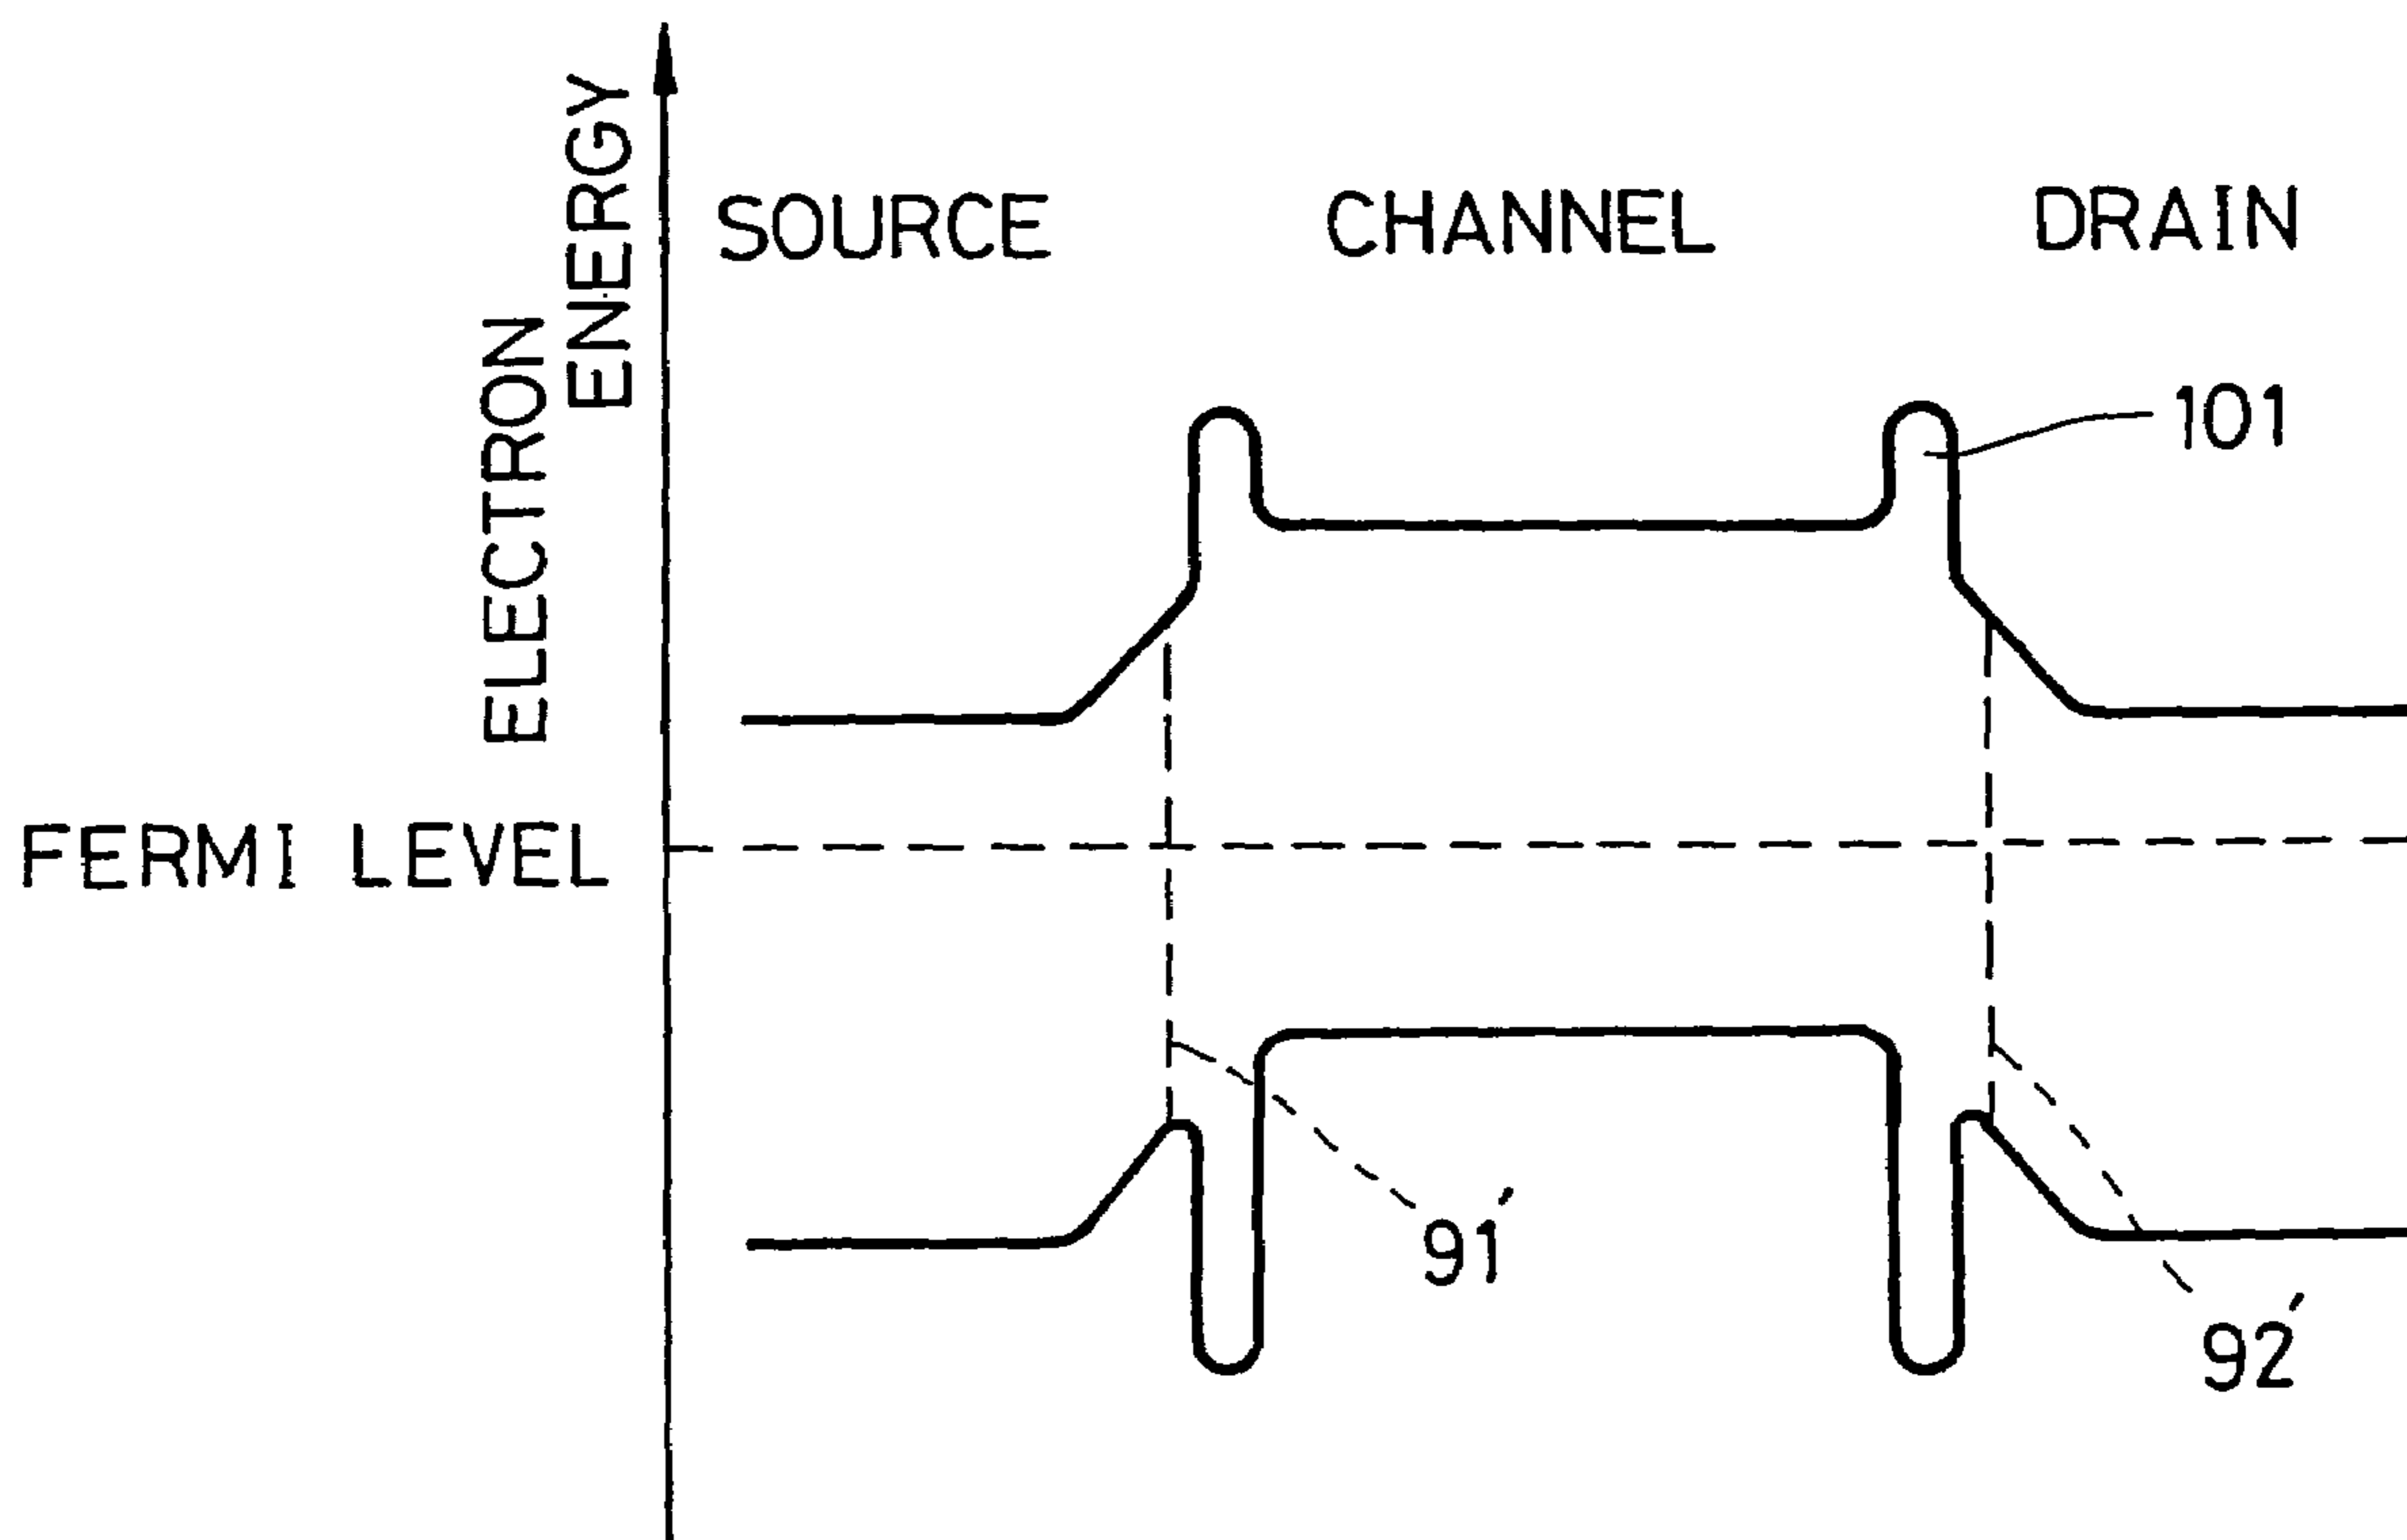 ELECTRON
ENERGY
SOURCE
CHANNEL
DRAIN
101
FERMI LEVEL
91′
92′